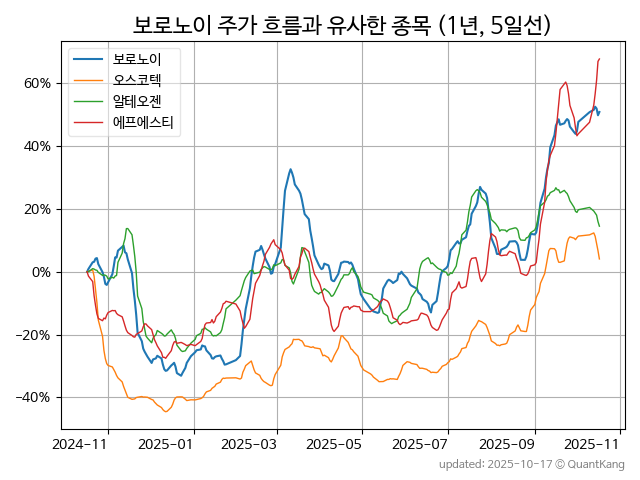 보로노이 주가 흐름과 유사한 종목 (1년, 5일선)
보로노이
오스코텍
알테오젠
에프에스티
60%
40%
20%
0%
−20%
−40%
2024-11 2025-01 2025-03 2025-05 2025-07 2025-09 2025-11
updated: 2025-10-17 © QuantKang